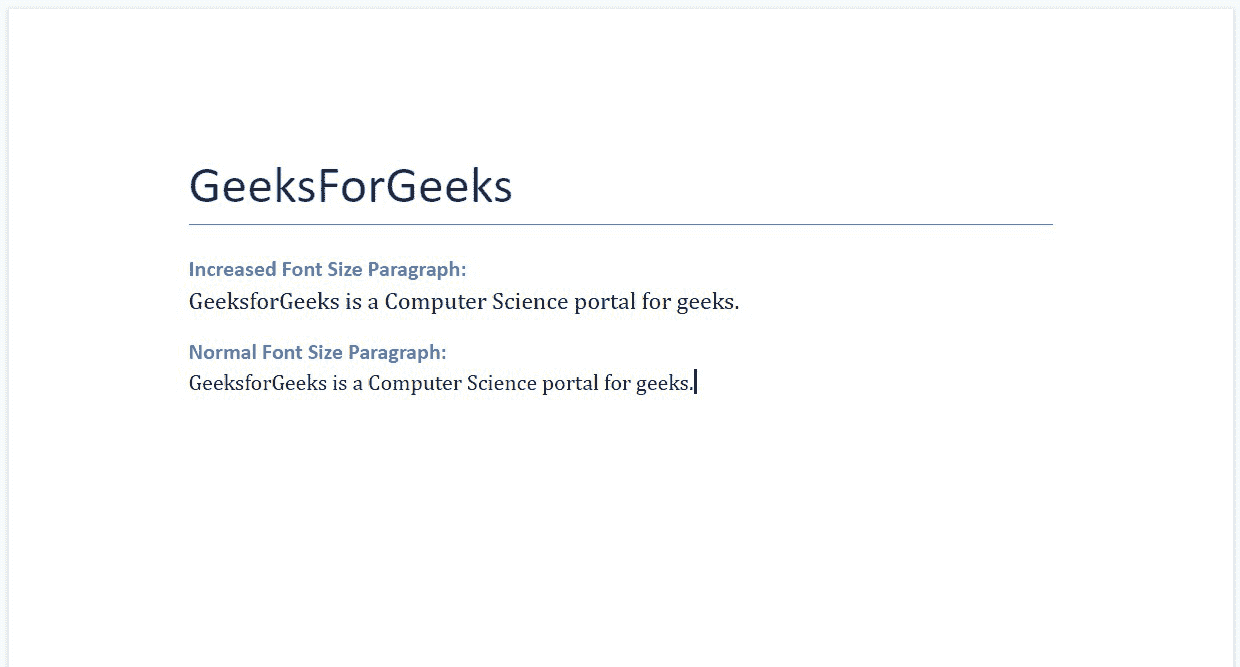 GeeksForGeeks
Increased Font Size Paragraph:
GeeksforGeeks is a Computer Science portal for geeks.
Normal Font Size Paragraph:
GeeksforGeeks is a Computer Science portal for geeks.